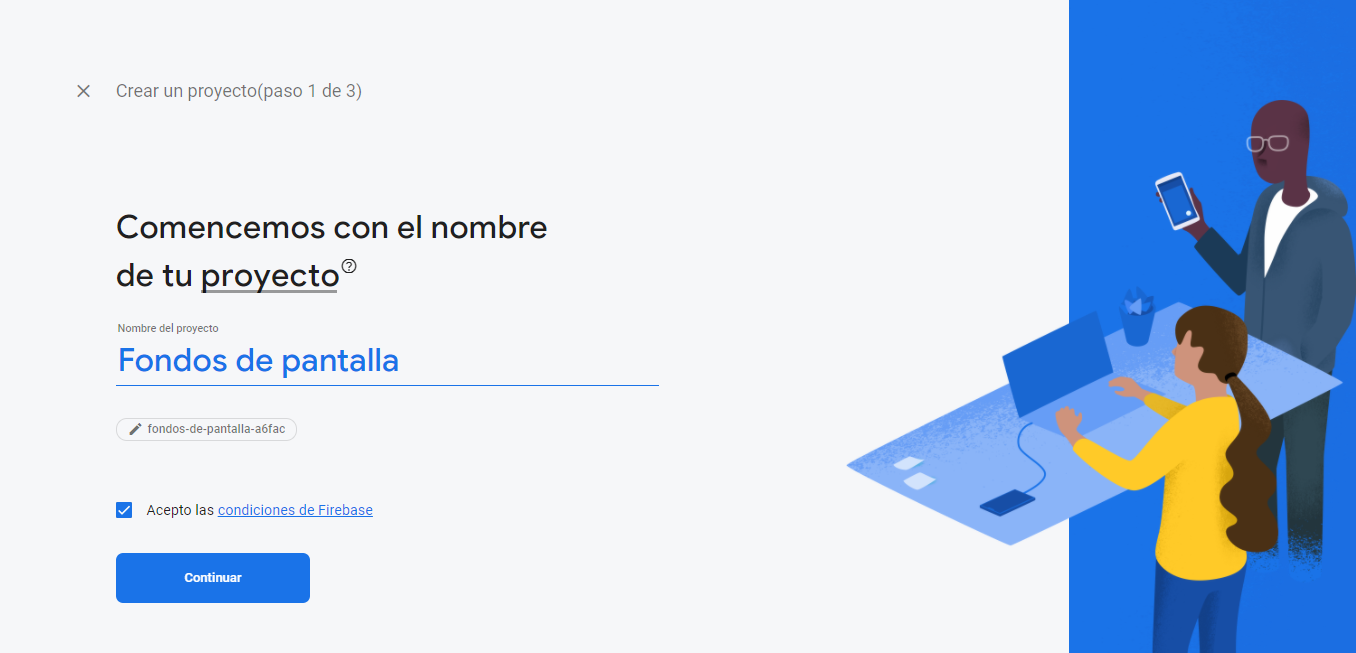 Crear un proyecto(paso 1 de 3)
Comencemos con el nombre
de tu proyecto?
Nombre del proyecto
Fondos de pantalla
fondos-de-pantalla-a6fac
Acepto las condiciones de Firebase
Continuar